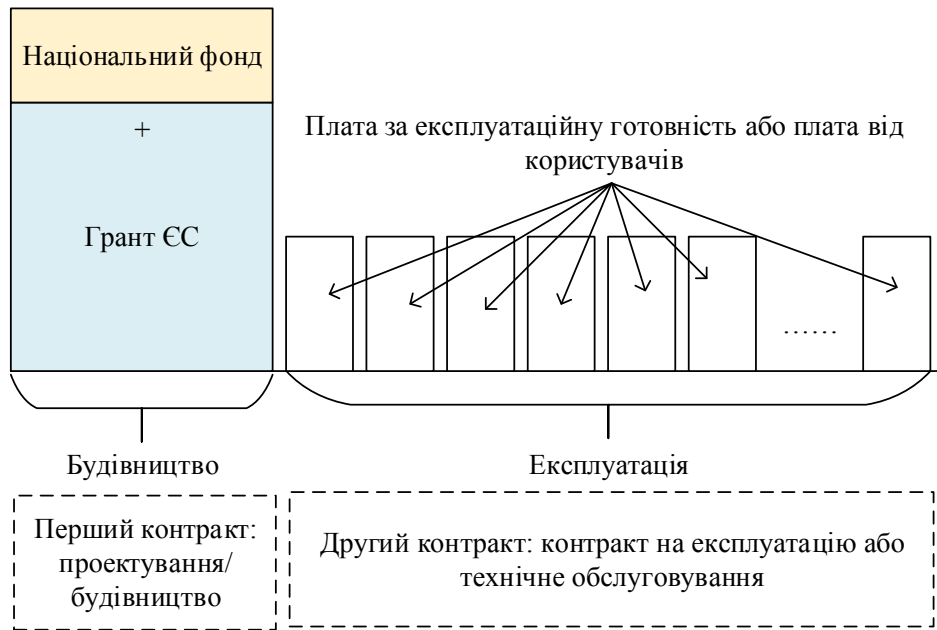 Національний фонд
+
Грант ЄС
Плата за експлуатаційну готовність або плата від
користувачів
......
Будівництво
Експлуатація
Перший контракт:
проектування/
будівництво
Другий контракт: контракт на експлуатацію або
технічне обслуговування